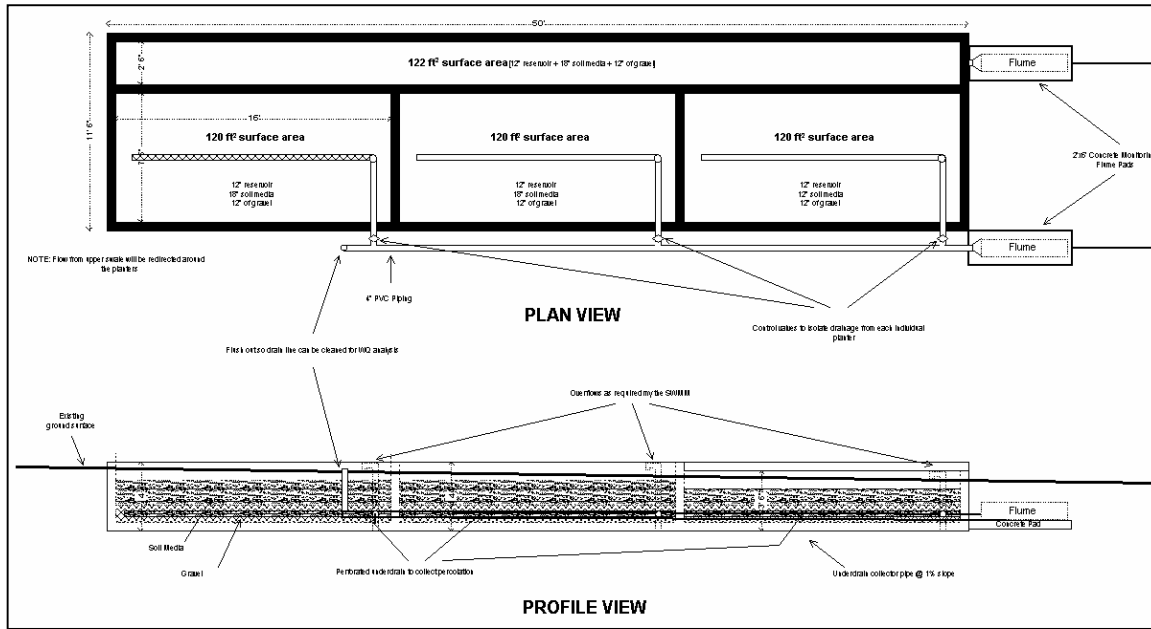 50'
122 ft² surface area [12" reservoir + 18" soil media + 12" of gravel]
Flume
2' 6"
11' 6"
16'
120 ft² surface area
120 ft² surface area
120 ft² surface area
12" reservoir
18" soil media
12" of gravel
12" reservoir
18" soil media
12" of gravel
12" reservoir
12" soil media
12" of gravel
2'x6' Concrete Monitoring
Flume Pads
Flume
NOTE: Flow from upper swale will be redirected around
the planters
6" PVC Piping
PLAN VIEW
Control valves to isolate drainage from each individual
planter
Flush out so drain line can be cleaned for WQ analysis
Overflows as required my the SWMM
Existing
ground surface
3' 6"
Flume
Concrete Pad
Soil Media
Gravel
Perforated underdrain to collect percolation
Underdrain collector pipe @ 1% slope
PROFILE VIEW